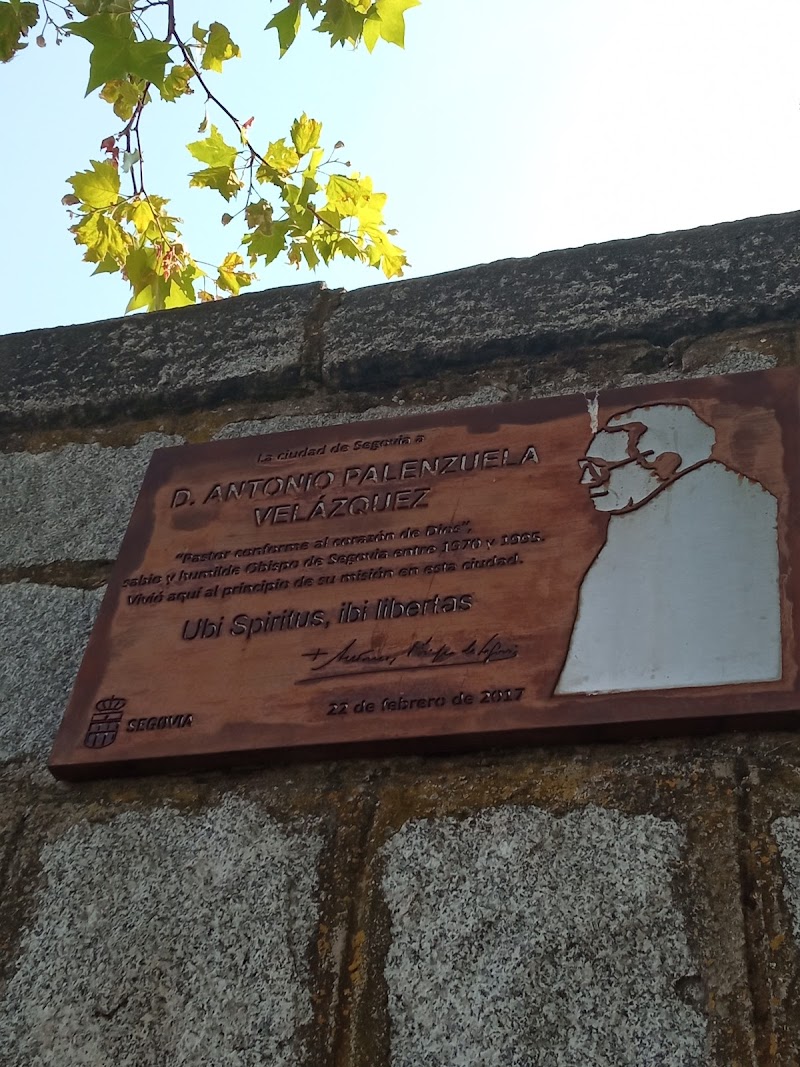 La ciudad de Segovia a
D. ANTONIO PALENZUELA
VELÁZQUEZ
"Pastor conforme al corazón de Dios",
sabio y humilde Obispo de Segovia entre 1970 y 1995.
Vivió aquí al principio de su misión en esta ciudad.
Ubi Spiritus, ibi libertas
22 de febrero de 2017
SEGOVIA